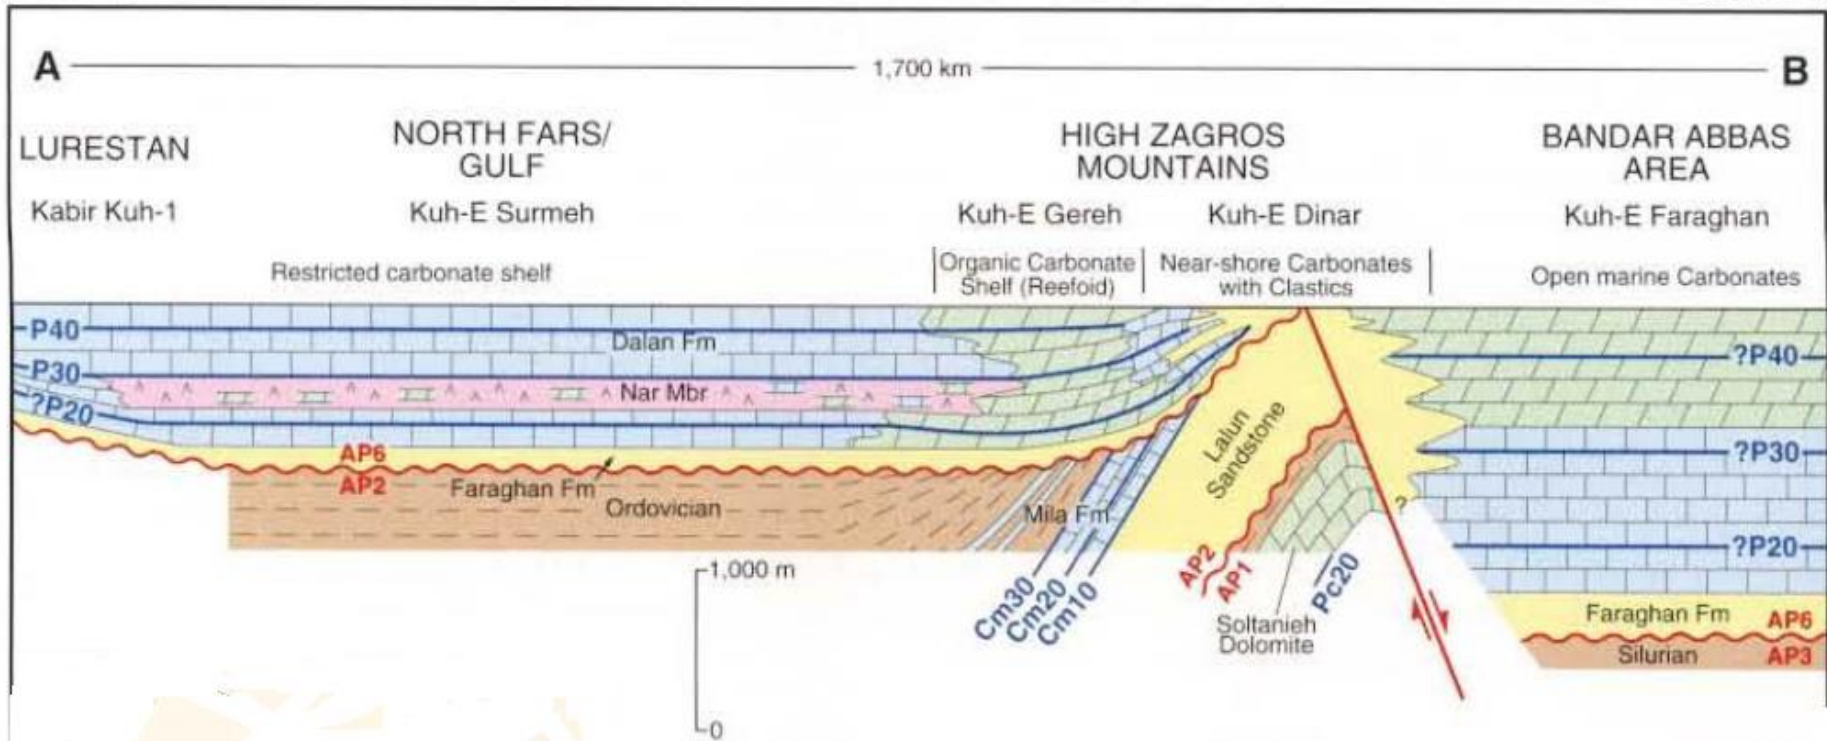 A
1,700 km
B
LURESTAN
NORTH FARS/
GULF
HIGH ZAGROS
MOUNTAINS
BANDAR ABBAS
AREA
Kabir Kuh-1
Kuh-E Surmeh
Kuh-E Gereh
Kuh-E Dinar
Kuh-E Faraghan
Restricted carbonate shelf
Organic Carbonate
Shelf (Reefoid)
Near-shore Carbonates
with Clastics
Open marine Carbonates
P40
Dalan Fm
?P40
P30
Nar Mbr
?P20
AP6
AP2
Faraghan Fm
Ordovician
Mila Fm
Lalun
Sandstone
?P30
?
?P20
1,000 m
0
Cm30
Cm20
Cm10
AP2
AP1
Pc20
Soltanieh
Dolomite
Faraghan Fm
AP6
Silurian
AP3